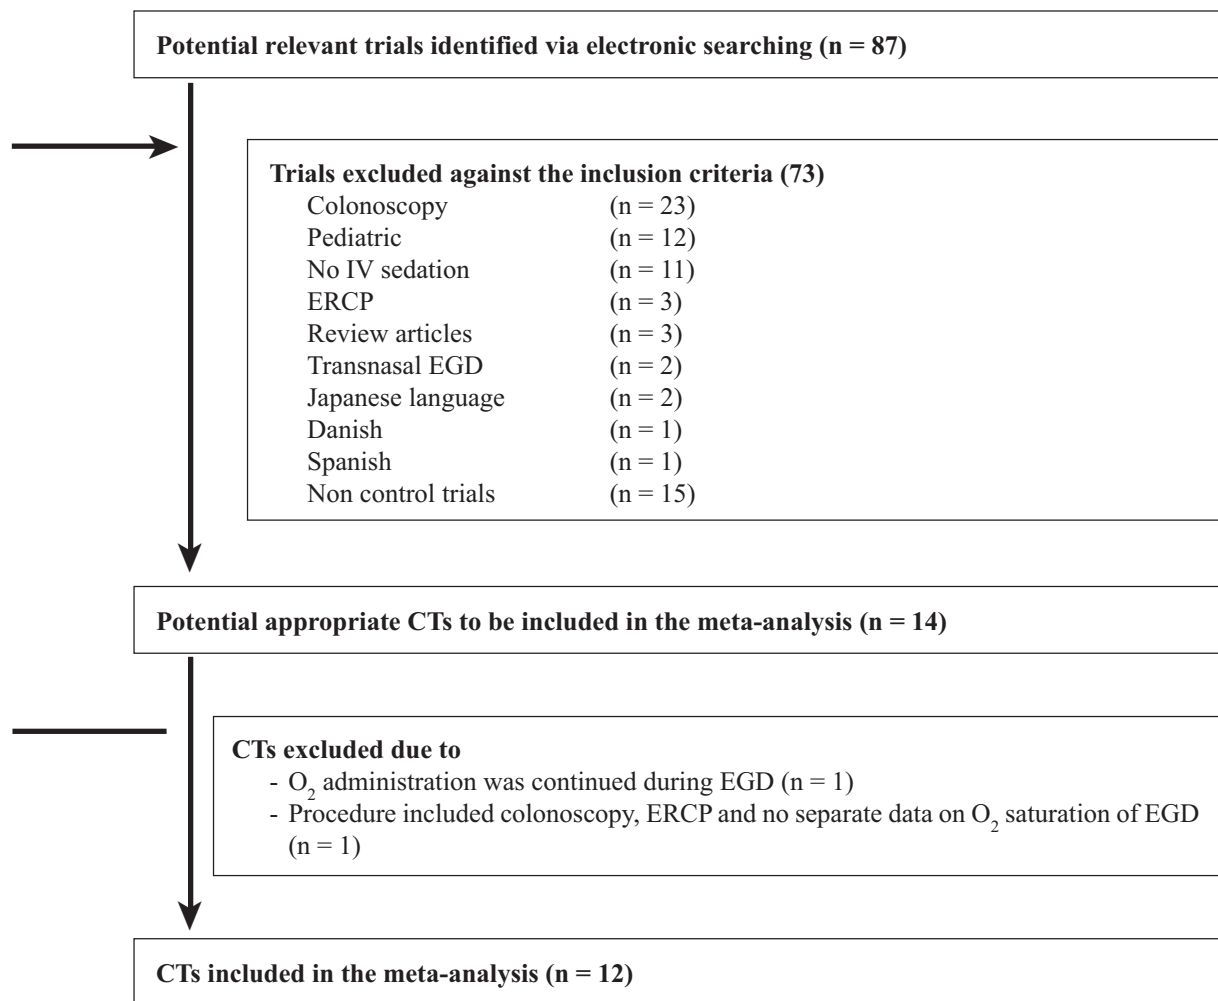 Potential relevant trials identified via electronic searching (n = 87)
Trials excluded against the inclusion criteria (73)
Colonoscopy (n = 23)
Pediatric (n = 12)
No IV sedation (n = 11)
ERCP (n = 3)
Review articles (n = 3)
Transnasal EGD (n = 2)
Japanese language (n = 2)
Danish (n = 1)
Spanish (n = 1)
Non control trials (n = 15)
Potential appropriate CTs to be included in the meta-analysis (n = 14)
CTs excluded due to
- O₂ administration was continued during EGD (n = 1)
- Procedure included colonoscopy, ERCP and no separate data on O₂ saturation of EGD
(n = 1)
CTs included in the meta-analysis (n = 12)